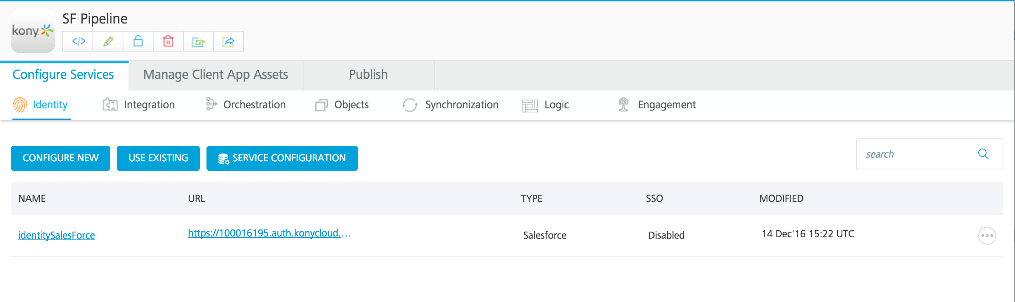 kony
SF Pipeline
</>
Configure Services Manage Client App Assets Publish
Identity Integration Orchestration Objects Synchronization Logic Engagement
CONFIGURE NEW USE EXISTING SERVICE CONFIGURATION search
NAME URL TYPE SSO MODIFIED
identitySalesForce https://100016195.auth.konycloud.… Salesforce Disabled 14 Dec'16 15:22 UTC